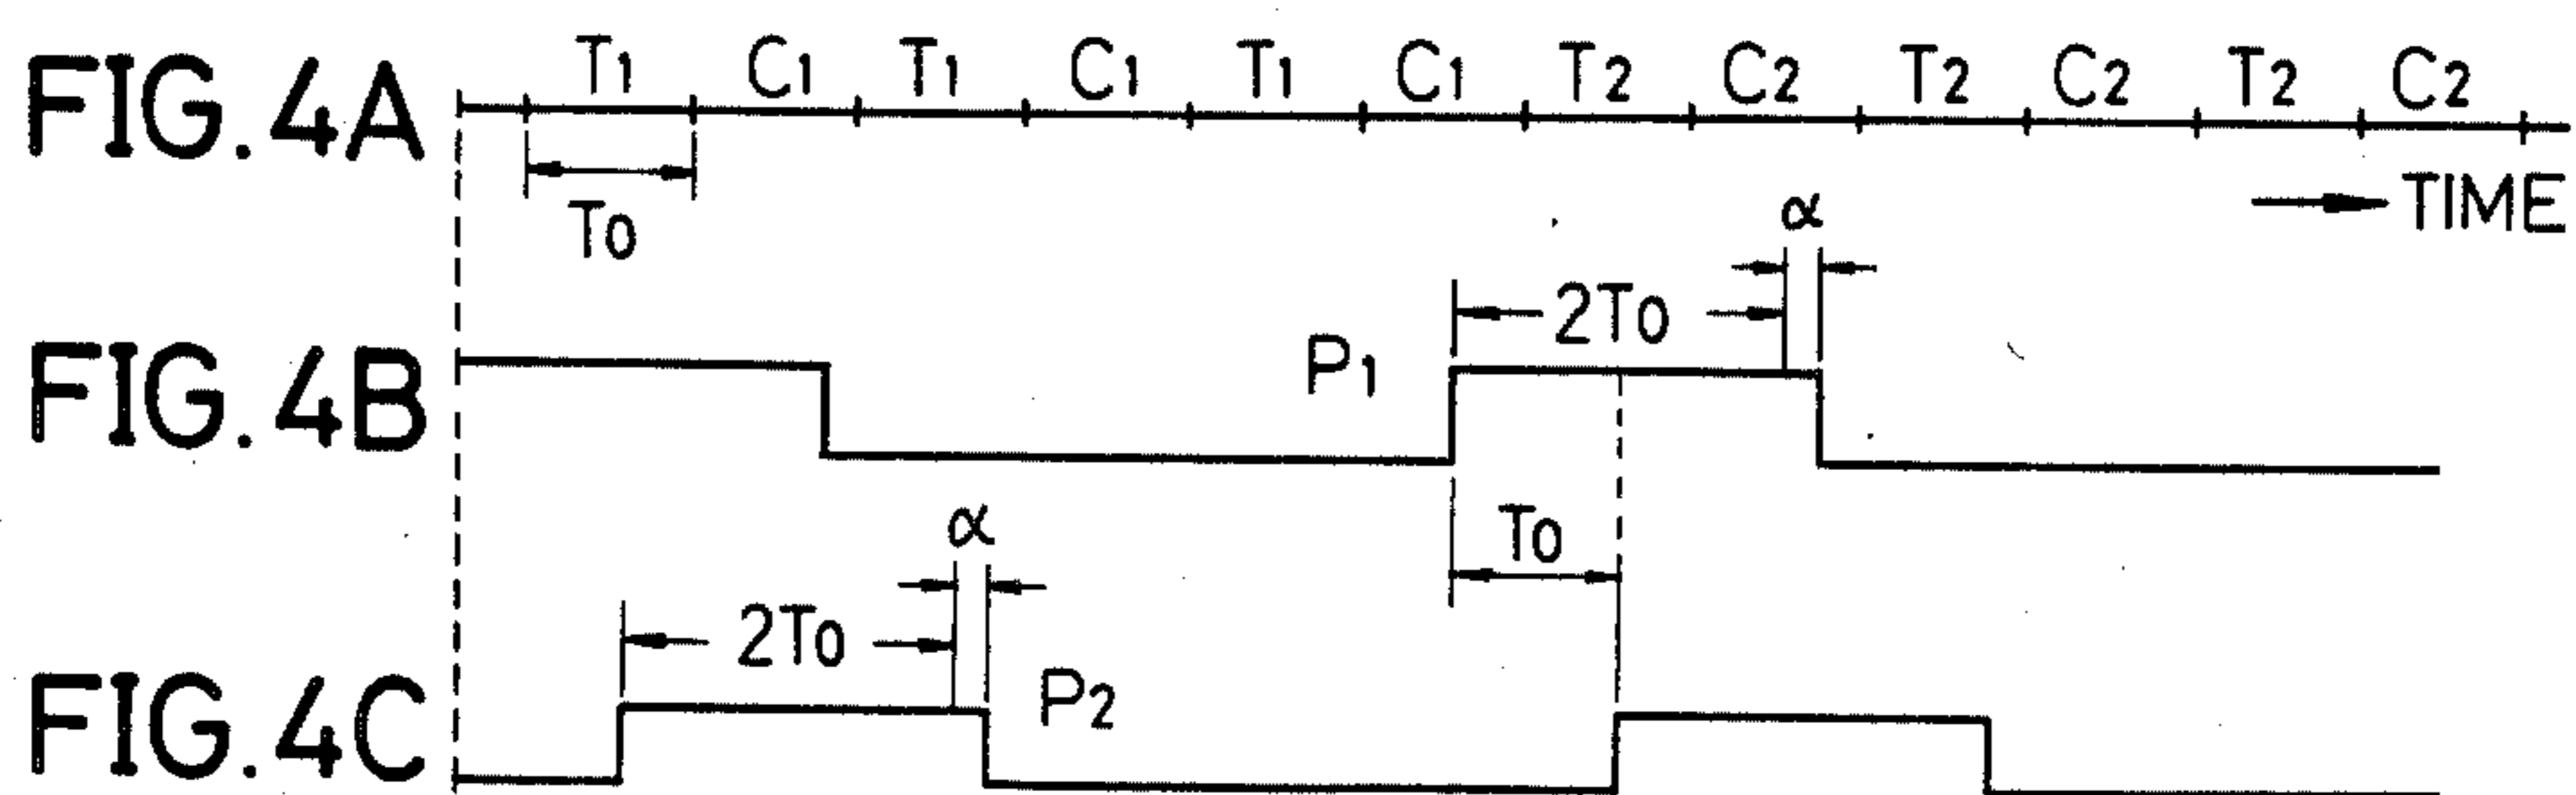 FIG. 4A T1 C1 T1 C1 T1 C1 T2 C2 T2 C2 T2 C2
T0
TIME
α
FIG. 4B P1 2T0
α
T0
2T0
FIG. 4C P2